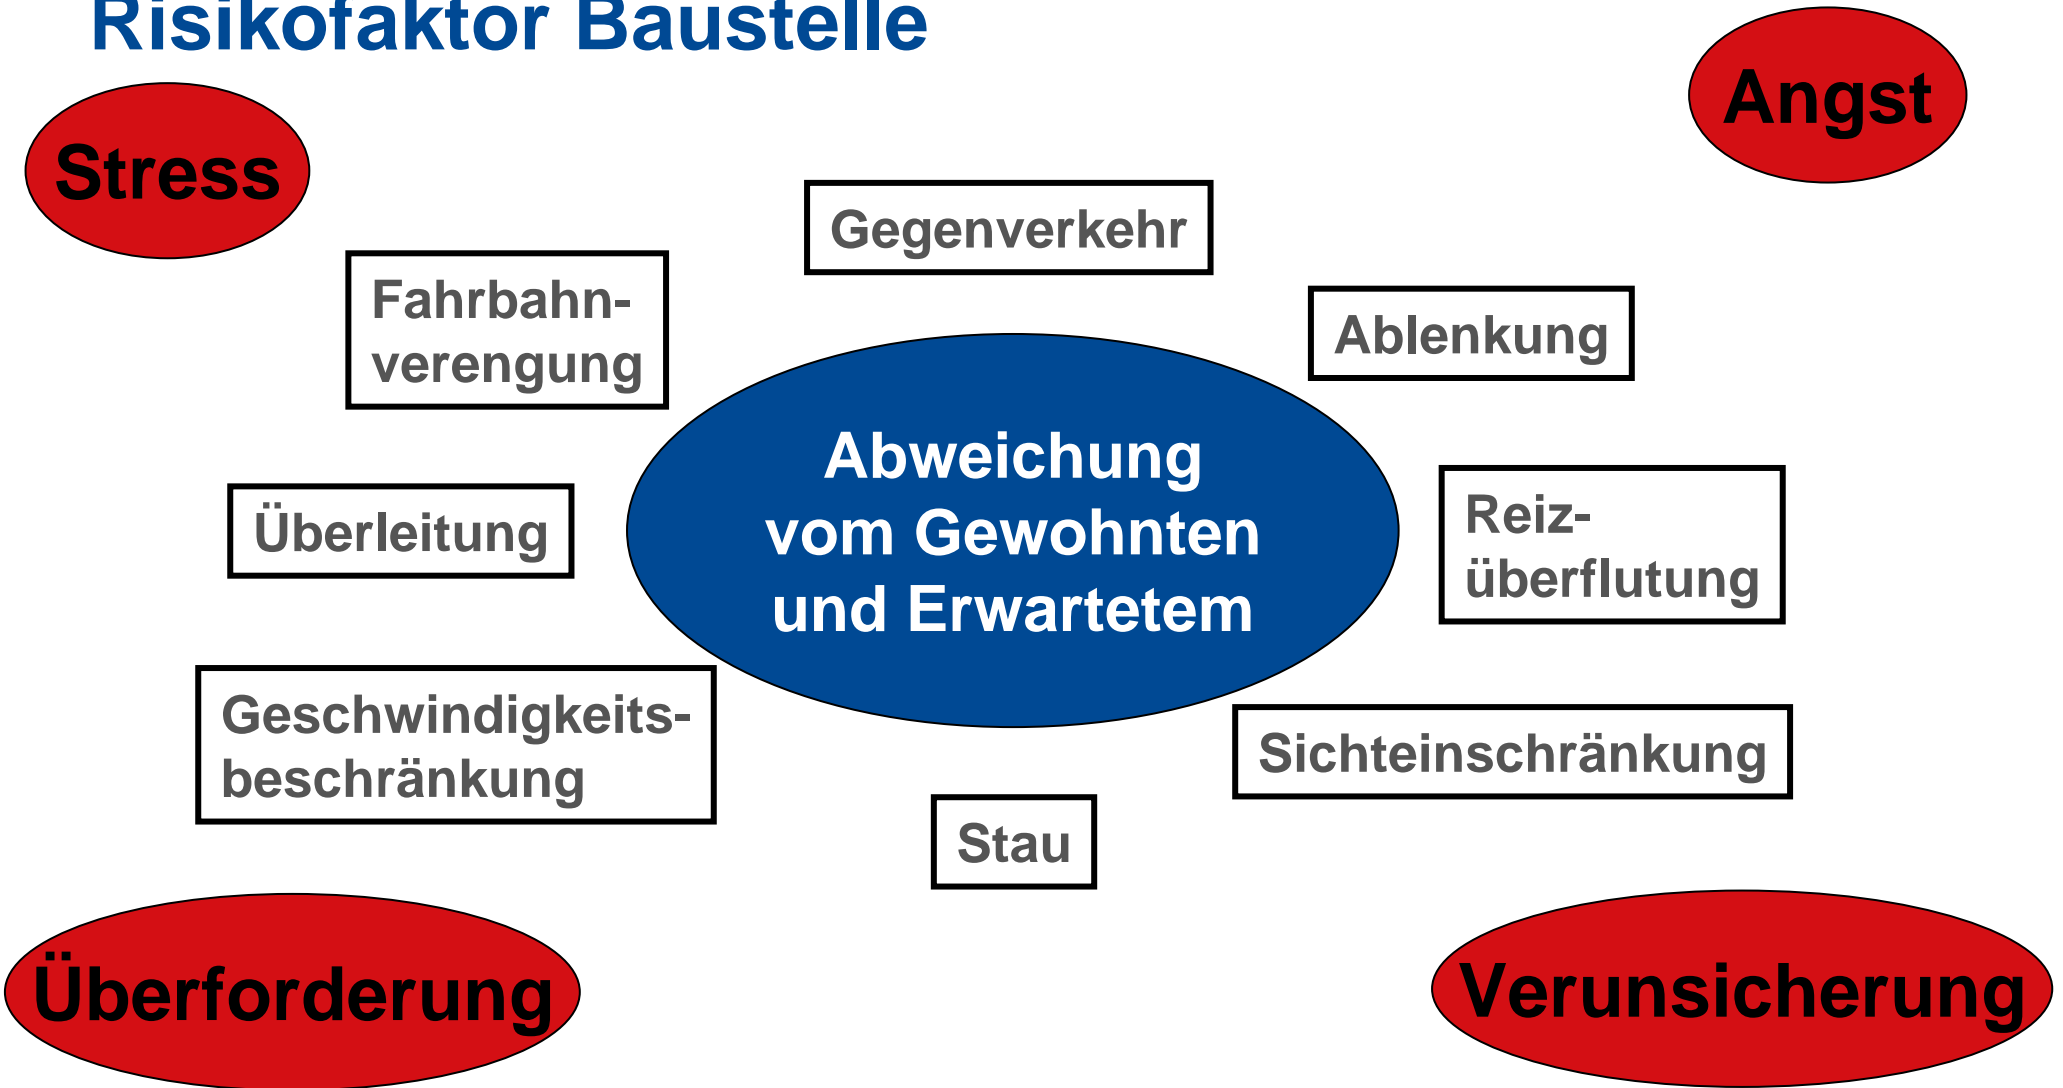 Risikofaktor Baustelle
Angst
Stress
Gegenverkehr
Fahrbahn-
verengung
Ablenkung
Abweichung
vom Gewohnten
und Erwartetem
Überleitung
Reiz-
überflutung
Geschwindigkeits-
beschränkung
Sichteinschränkung
Stau
Überforderung
Verunsicherung